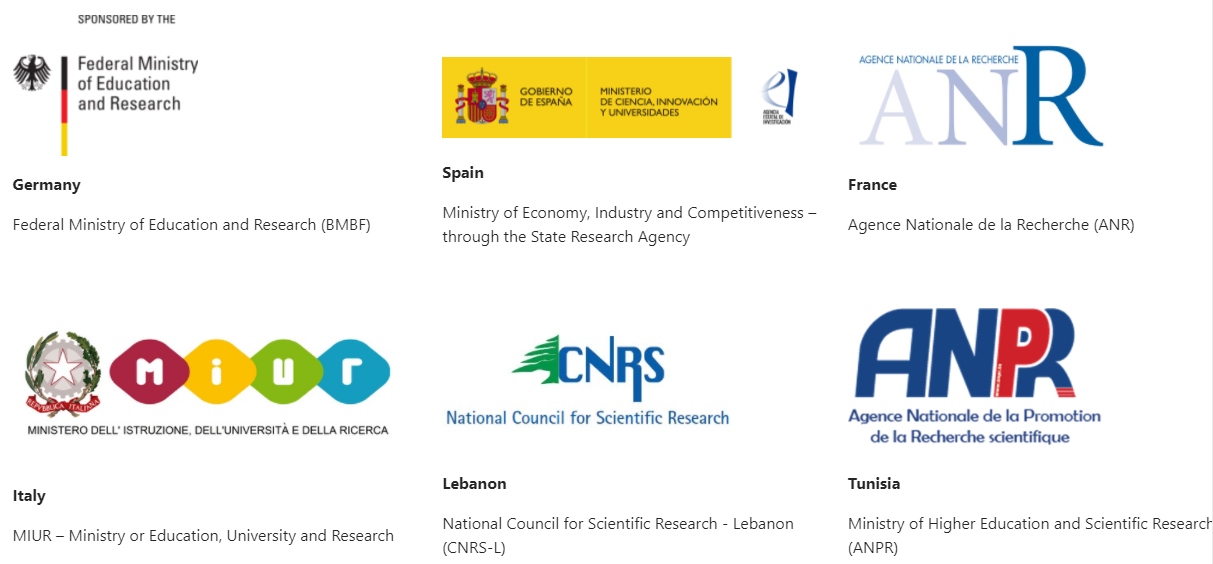 SPONSORED BY THE
Federal Ministry
of Education
and Research
Germany
Federal Ministry of Education and Research (BMBF)
GOBIERNO
DE ESPAÑA
MINISTERIO
DE CIENCIA, INNOVACIÓN
Y UNIVERSIDADES
AGENCIA
ESTATAL DE
INVESTIGACIÓN
Spain
Ministry of Economy, Industry and Competitiveness –
through the State Research Agency
AGENCE NATIONALE DE LA RECHERCHE
ANR
France
Agence Nationale de la Recherche (ANR)
REPVBBLICA ITALIANA
miur
MINISTERO DELL' ISTRUZIONE, DELL'UNIVERSITÀ E DELLA RICERCA
Italy
MIUR – Ministry or Education, University and Research
CNRS
National Council for Scientific Research
Lebanon
National Council for Scientific Research - Lebanon
(CNRS-L)
ANPR
Agence Nationale de la Promotion
de la Recherche scientifique
Tunisia
Ministry of Higher Education and Scientific Research
(ANPR)